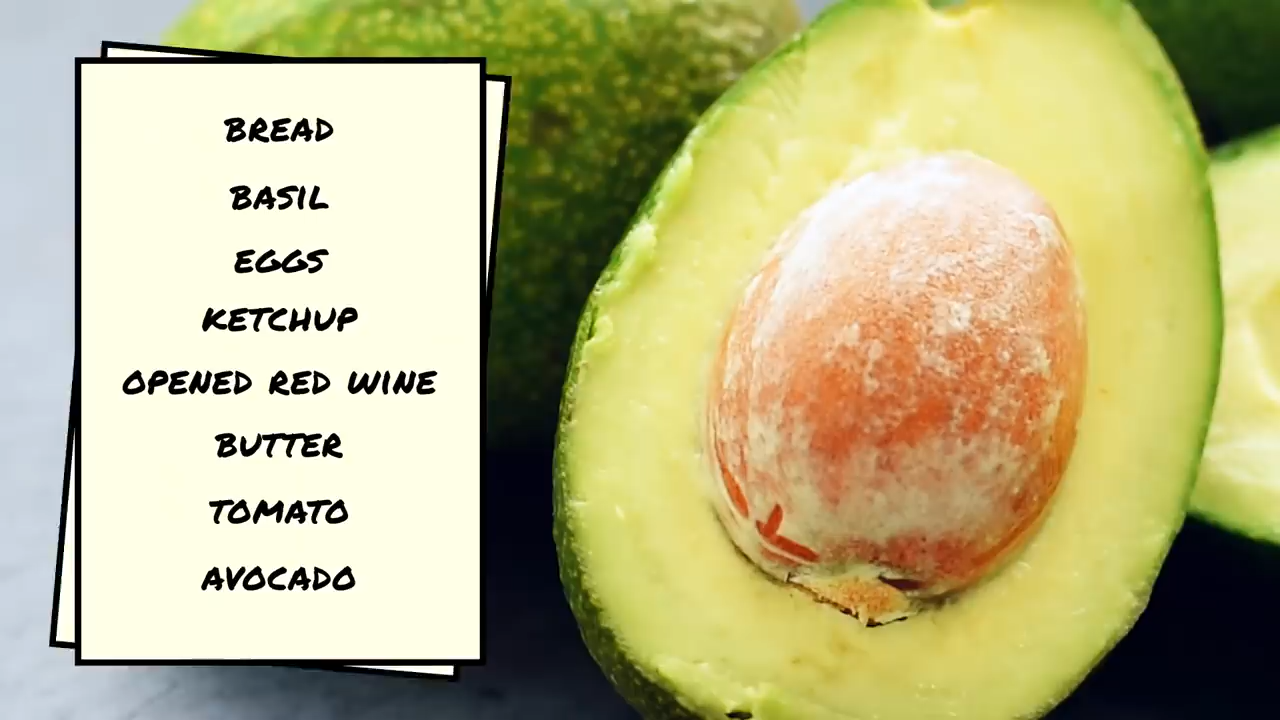 BREAD
BASIL
EGGS
KETCHUP
OPENED RED WINE
BUTTER
TOMATO
AVOCADO